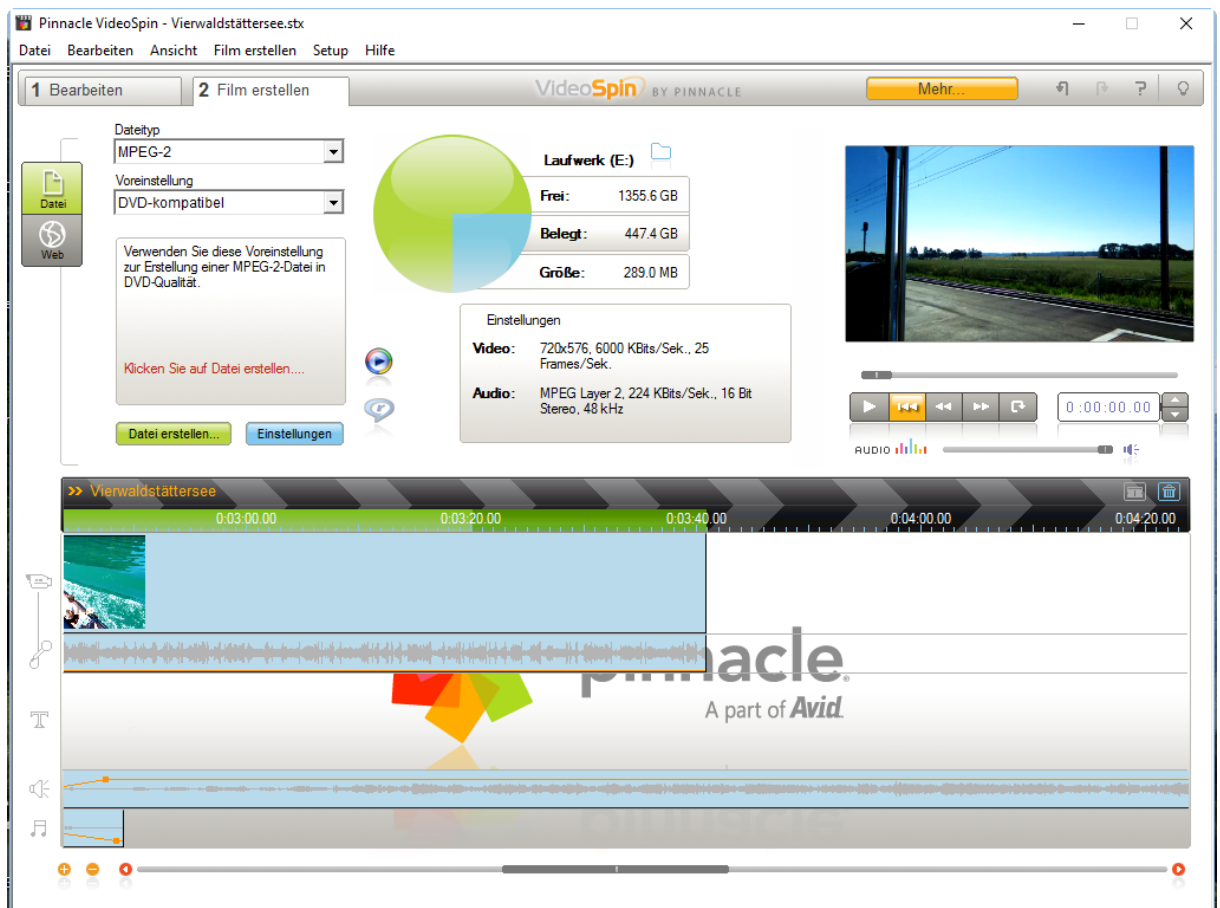 Pinnacle VideoSpin - Vierwaldstättersee.stx
Datei Bearbeiten Ansicht Film erstellen Setup Hilfe
1 Bearbeiten
2 Film erstellen
VideoSpin BY PINNACLE
Mehr...
Datei
Web
Dateityp
MPEG-2
Voreinstellung
DVD-kompatibel
Verwenden Sie diese Voreinstellung
zur Erstellung einer MPEG-2-Datei in
DVD-Qualität.
Klicken Sie auf Datei erstellen....
Datei erstellen...
Einstellungen
Laufwerk (E:)
Frei: 1355.6 GB
Belegt: 447.4 GB
Größe: 289.0 MB
Einstellungen
Video: 720x576, 6000 KBits/Sek., 25
Frames/Sek.
Audio: MPEG Layer 2, 224 KBits/Sek., 16 Bit
Stereo, 48 kHz
0:00:00.00
AUDIO
Vierwaldstättersee
0:03:00.00 0:03:20.00 0:03:40.00 0:04:00.00 0:04:20.00
pinnacle
A part of Avid